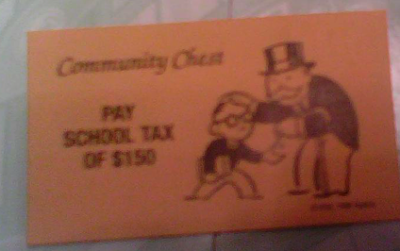 Community Chest
PAY
SCHOOL TAX
OF $150